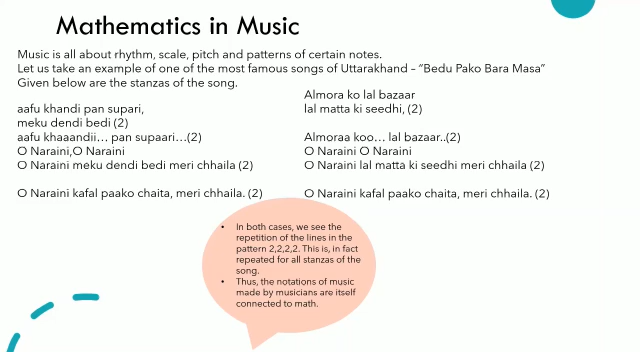 Mathematics in Music
Music is all about rhythm, scale, pitch and patterns of certain notes.
Let us take an example of one of the most famous songs of Uttarakhand – "Bedu Pako Bara Masa"
Given below are the stanzas of the song.
aafu khandi pan supari,
meku dendi bedi (2)
aafu khaaandii… pan supaari…(2)
O Naraini,O Naraini
O Naraini meku dendi bedi meri chhaila (2)
O Naraini kafal paako chaita, meri chhaila. (2)
Almora ko lal bazaar
lal matta ki seedhi, (2)
Almoraa koo… lal bazaar..(2)
O Naraini O Naraini
O Naraini lal matta ki seedhi meri chhaila (2)
O Naraini kafal paako chaita, meri chhaila. (2)
• In both cases, we see the
repetition of the lines in the
pattern 2,2,2,2. This is, in fact
repeated for all stanzas of the
song.
• Thus, the notations of music
made by musicians are itself
connected to math.